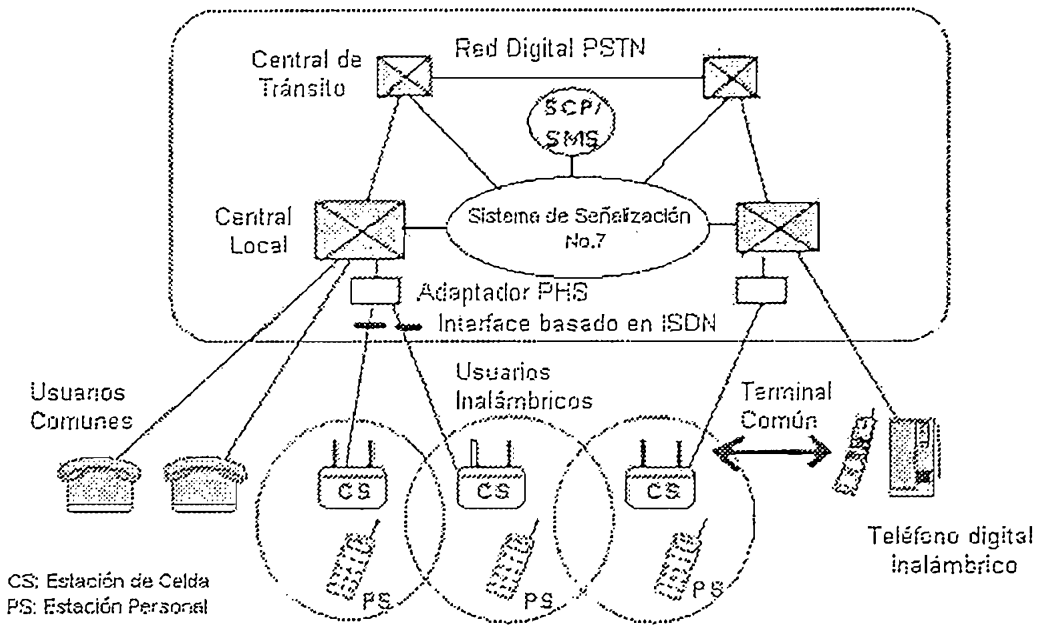 Red Digital PSTN
Central de
Tránsito
SCP/
SMS
Central
Local
Sistema de Señalización
No.7
Adaptador PHS
Interface basado en ISDN
Usuarios
Comunes
Usuarios
Inalámbricos
Terminal
Común
CS
CS
CS
PS
PS
PS
Teléfono digital
inalámbrico
CS: Estación de Celda
PS: Estación Personal